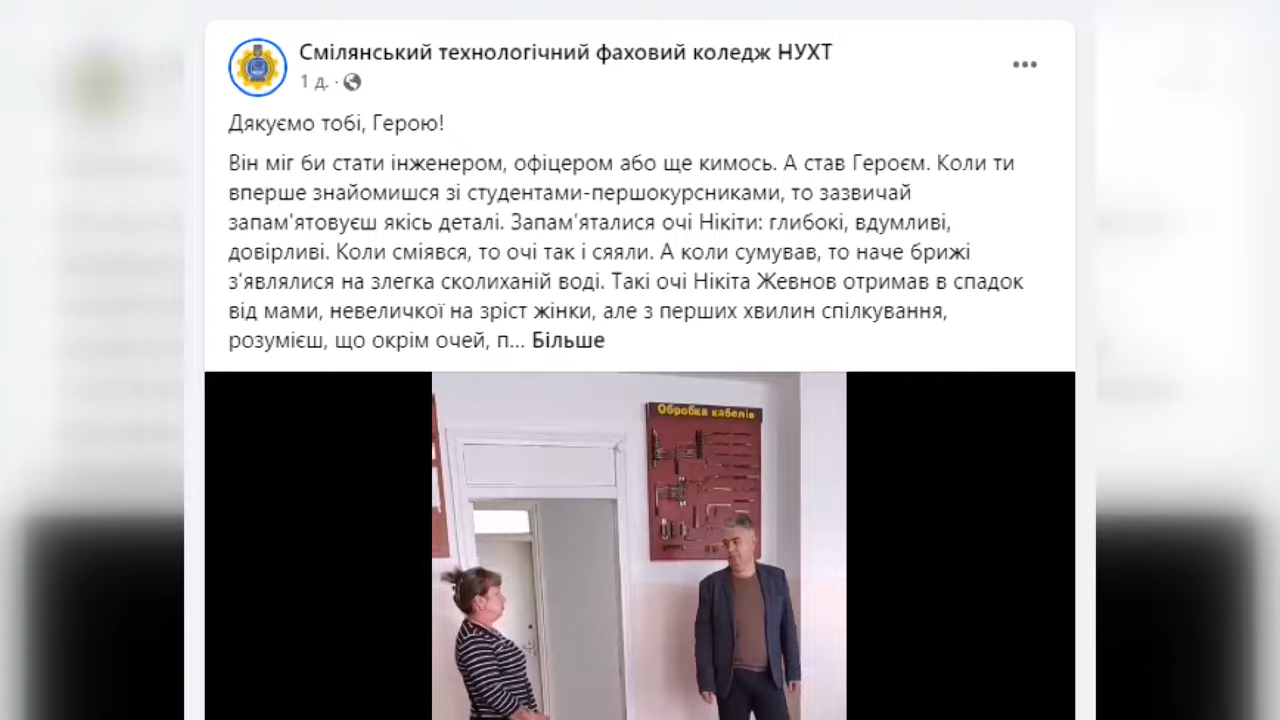 Смілянський технологічний фаховий коледж НУХТ
1 д. ·
Дякуємо тобі, Герою!
Він міг би стати інженером, офіцером або ще кимось. А став Героєм. Коли ти
вперше знайомишся зі студентами-першокурсниками, то зазвичай
запам'ятовуєш якісь деталі. Запам’яталися очі Нікіти: глибокі, вдумливі,
довірливі. Коли сміявся, то очі так і сяяли. А коли сумував, то наче брижі
з'являлися на злегка сколиханій воді. Такі очі Нікіта Жевнов отримав в спадок
від мами, невеличкої на зріст жінки, але з перших хвилин спілкування,
розумієш, що окрім очей, п... Більше
Обробка кабелів